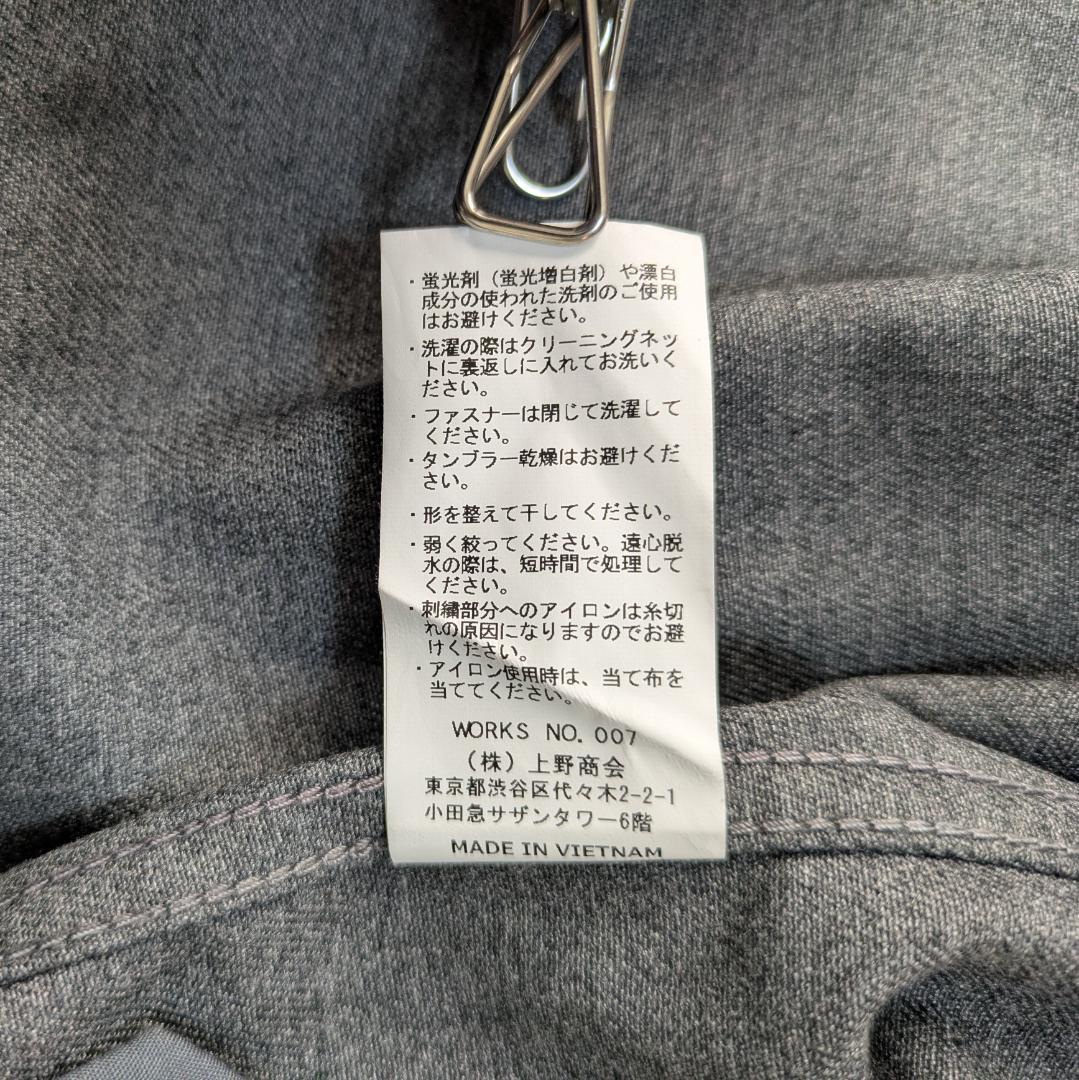 ・蛍光剤（蛍光増白剤）や漂白
成分の使われた洗剤のご使用
はお避けください。
・洗濯の際はクリーニングネッ
トに裏返しに入れてお洗いく
ださい。
・ファスナーは閉じて洗濯して
ください。
・タンブラー乾燥はお避けくだ
さい。
・形を整えて干してください。
・弱く絞ってください。遠心脱
水の際は、短時間で処理して
ください。
・刺繍部分へのアイロンは糸切
れの原因になりますのでお避
けください。
・アイロン使用時は、当て布を
当ててください。
WORKS NO. 007
（株）上野商会
東京都渋谷区代々木2-2-1
小田急サザンタワー6階
MADE IN VIETNAM